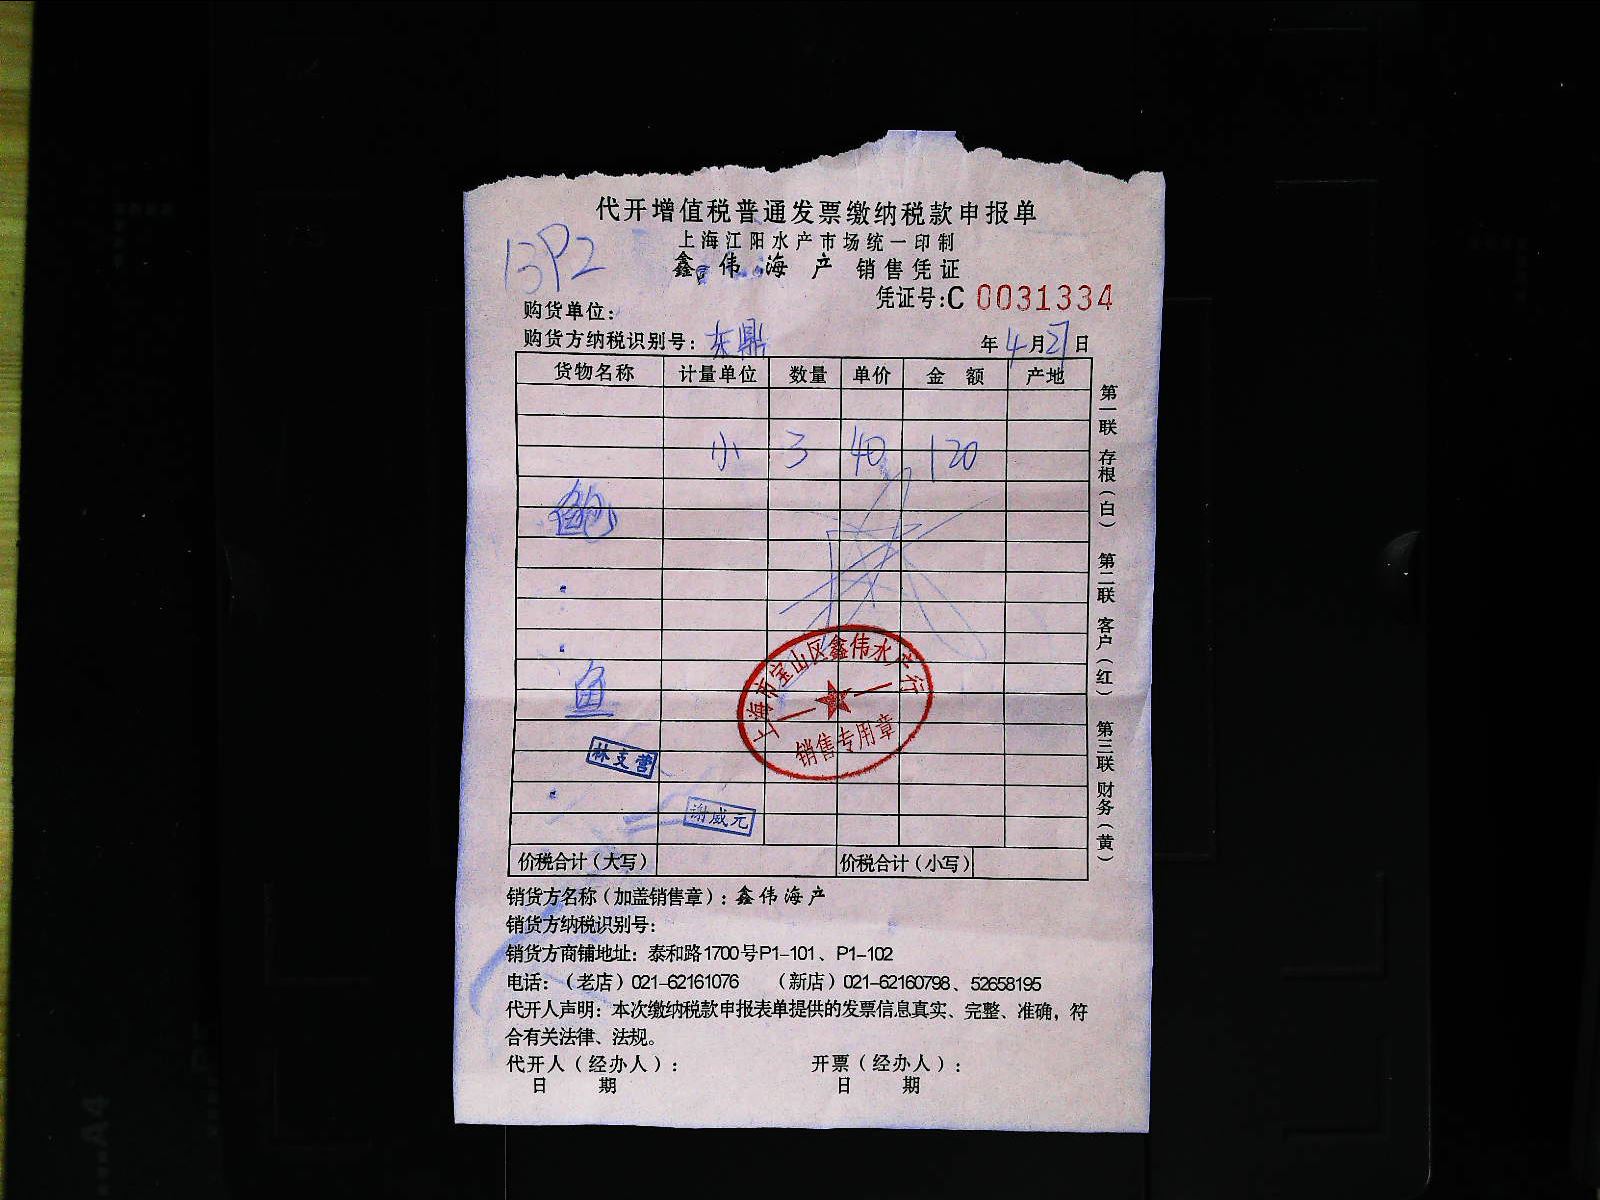 代开增值税普通发票缴纳税款申报单
上海江阳水产市场统一印制
13P2
鑫伟海产 销售凭证
凭证号:C 0031334
购货单位:
购货方纳税识别号: 东鼎 年 4 月 27 日
货物名称 计量单位 数量 单价 金额 产地
小 3 40 120
鲍
鱼
上海市宝山区鑫伟水产行
销售专用章
林支营
谢威元
价税合计(大写) 价税合计(小写)
第一联 存根(白) 第二联 客户(红) 第三联 财务(黄)
销货方名称(加盖销售章): 鑫伟海产
销货方纳税识别号:
销货方商铺地址: 泰和路1700号P1-101、P1-102
电话:(老店)021-62161076 (新店)021-62160798、52658195
代开人声明: 本次缴纳税款申报表单提供的发票信息真实、完整、准确,符
合有关法律、法规。
代开人(经办人): 开票(经办人):
日 期 日 期
A4